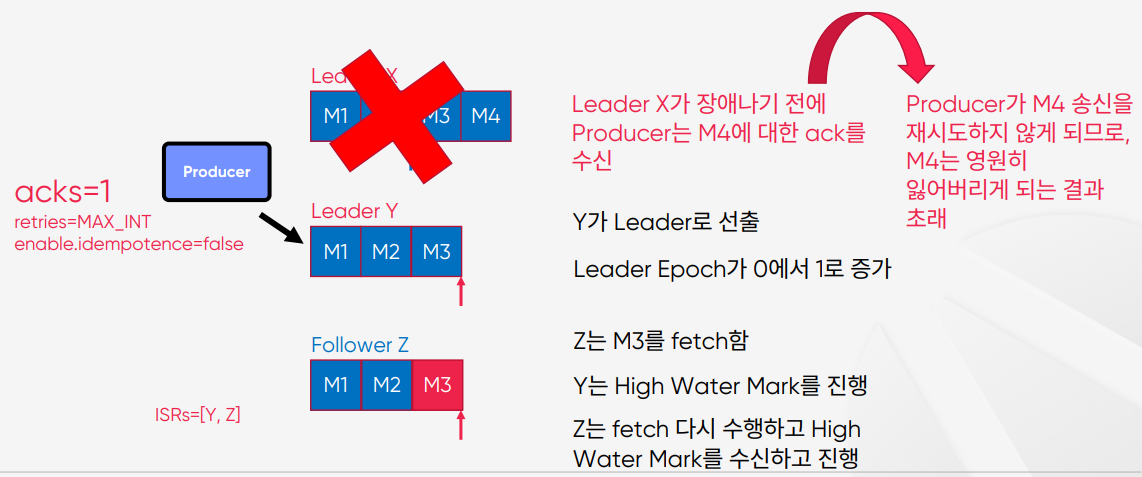 Leader X
M1
M3
M4
Producer
acks=1
retries=MAX_INT
enable.idempotence=false
Leader Y
M1
M2
M3
Follower Z
M1
M2
M3
ISRs=[Y, Z]
Leader X가 장애나기 전에
Producer는 M4에 대한 ack를
수신
Producer가 M4 송신을
재시도하지 않게 되므로,
M4는 영원히
잃어버리게 되는 결과
초래
Y가 Leader로 선출
Leader Epoch가 0에서 1로 증가
Z는 M3를 fetch함
Y는 High Water Mark를 진행
Z는 fetch 다시 수행하고 High
Water Mark를 수신하고 진행